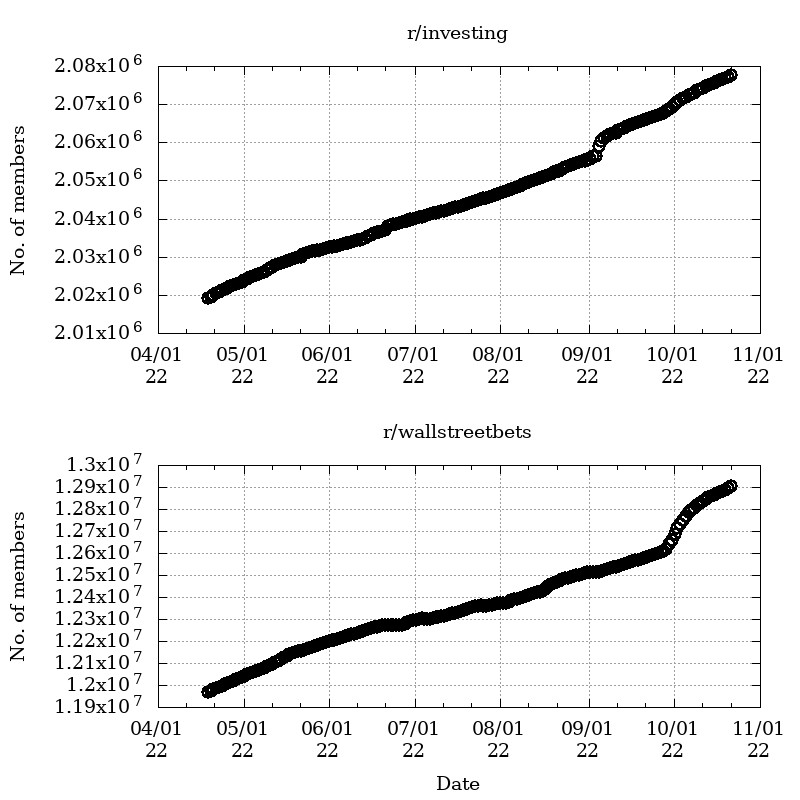 r/investing
2.08x10^6
2.07x10^6
2.06x10^6
2.05x10^6
2.04x10^6
2.03x10^6
2.02x10^6
2.01x10^6
No. of members
04/01 05/01 06/01 07/01 08/01 09/01 10/01 11/01
22 22 22 22 22 22 22 22
r/wallstreetbets
1.3x10^7
1.29x10^7
1.28x10^7
1.27x10^7
1.26x10^7
1.25x10^7
1.24x10^7
1.23x10^7
1.22x10^7
1.21x10^7
1.2x10^7
1.19x10^7
No. of members
04/01 05/01 06/01 07/01 08/01 09/01 10/01 11/01
22 22 22 22 22 22 22 22
Date